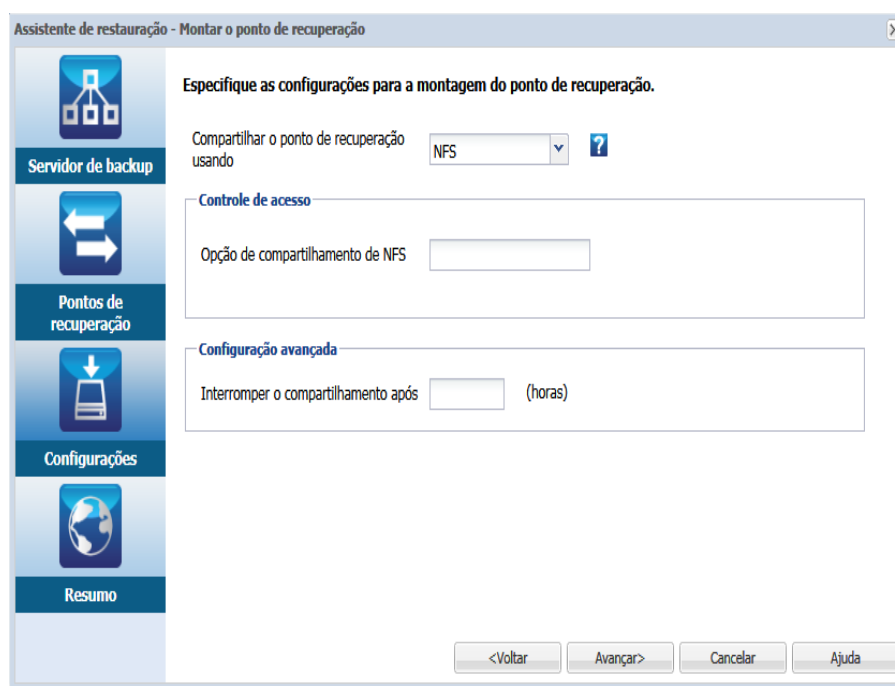 Assistente de restauração - Montar o ponto de recuperação
Servidor de backup
Pontos de
recuperação
Configurações
Resumo
Especifique as configurações para a montagem do ponto de recuperação.
Compartilhar o ponto de recuperação
usando
NFS
?
Controle de acesso
Opção de compartilhamento de NFS
Configuração avançada
Interromper o compartilhamento após
(horas)
<Voltar
Avançar>
Cancelar
Ajuda